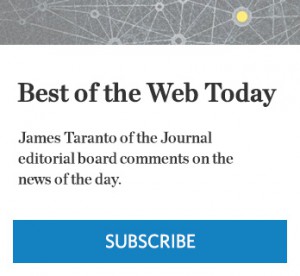 Best of the Web Today
James Taranto of the Journal
editorial board comments on the
news of the day.
SUBSCRIBE